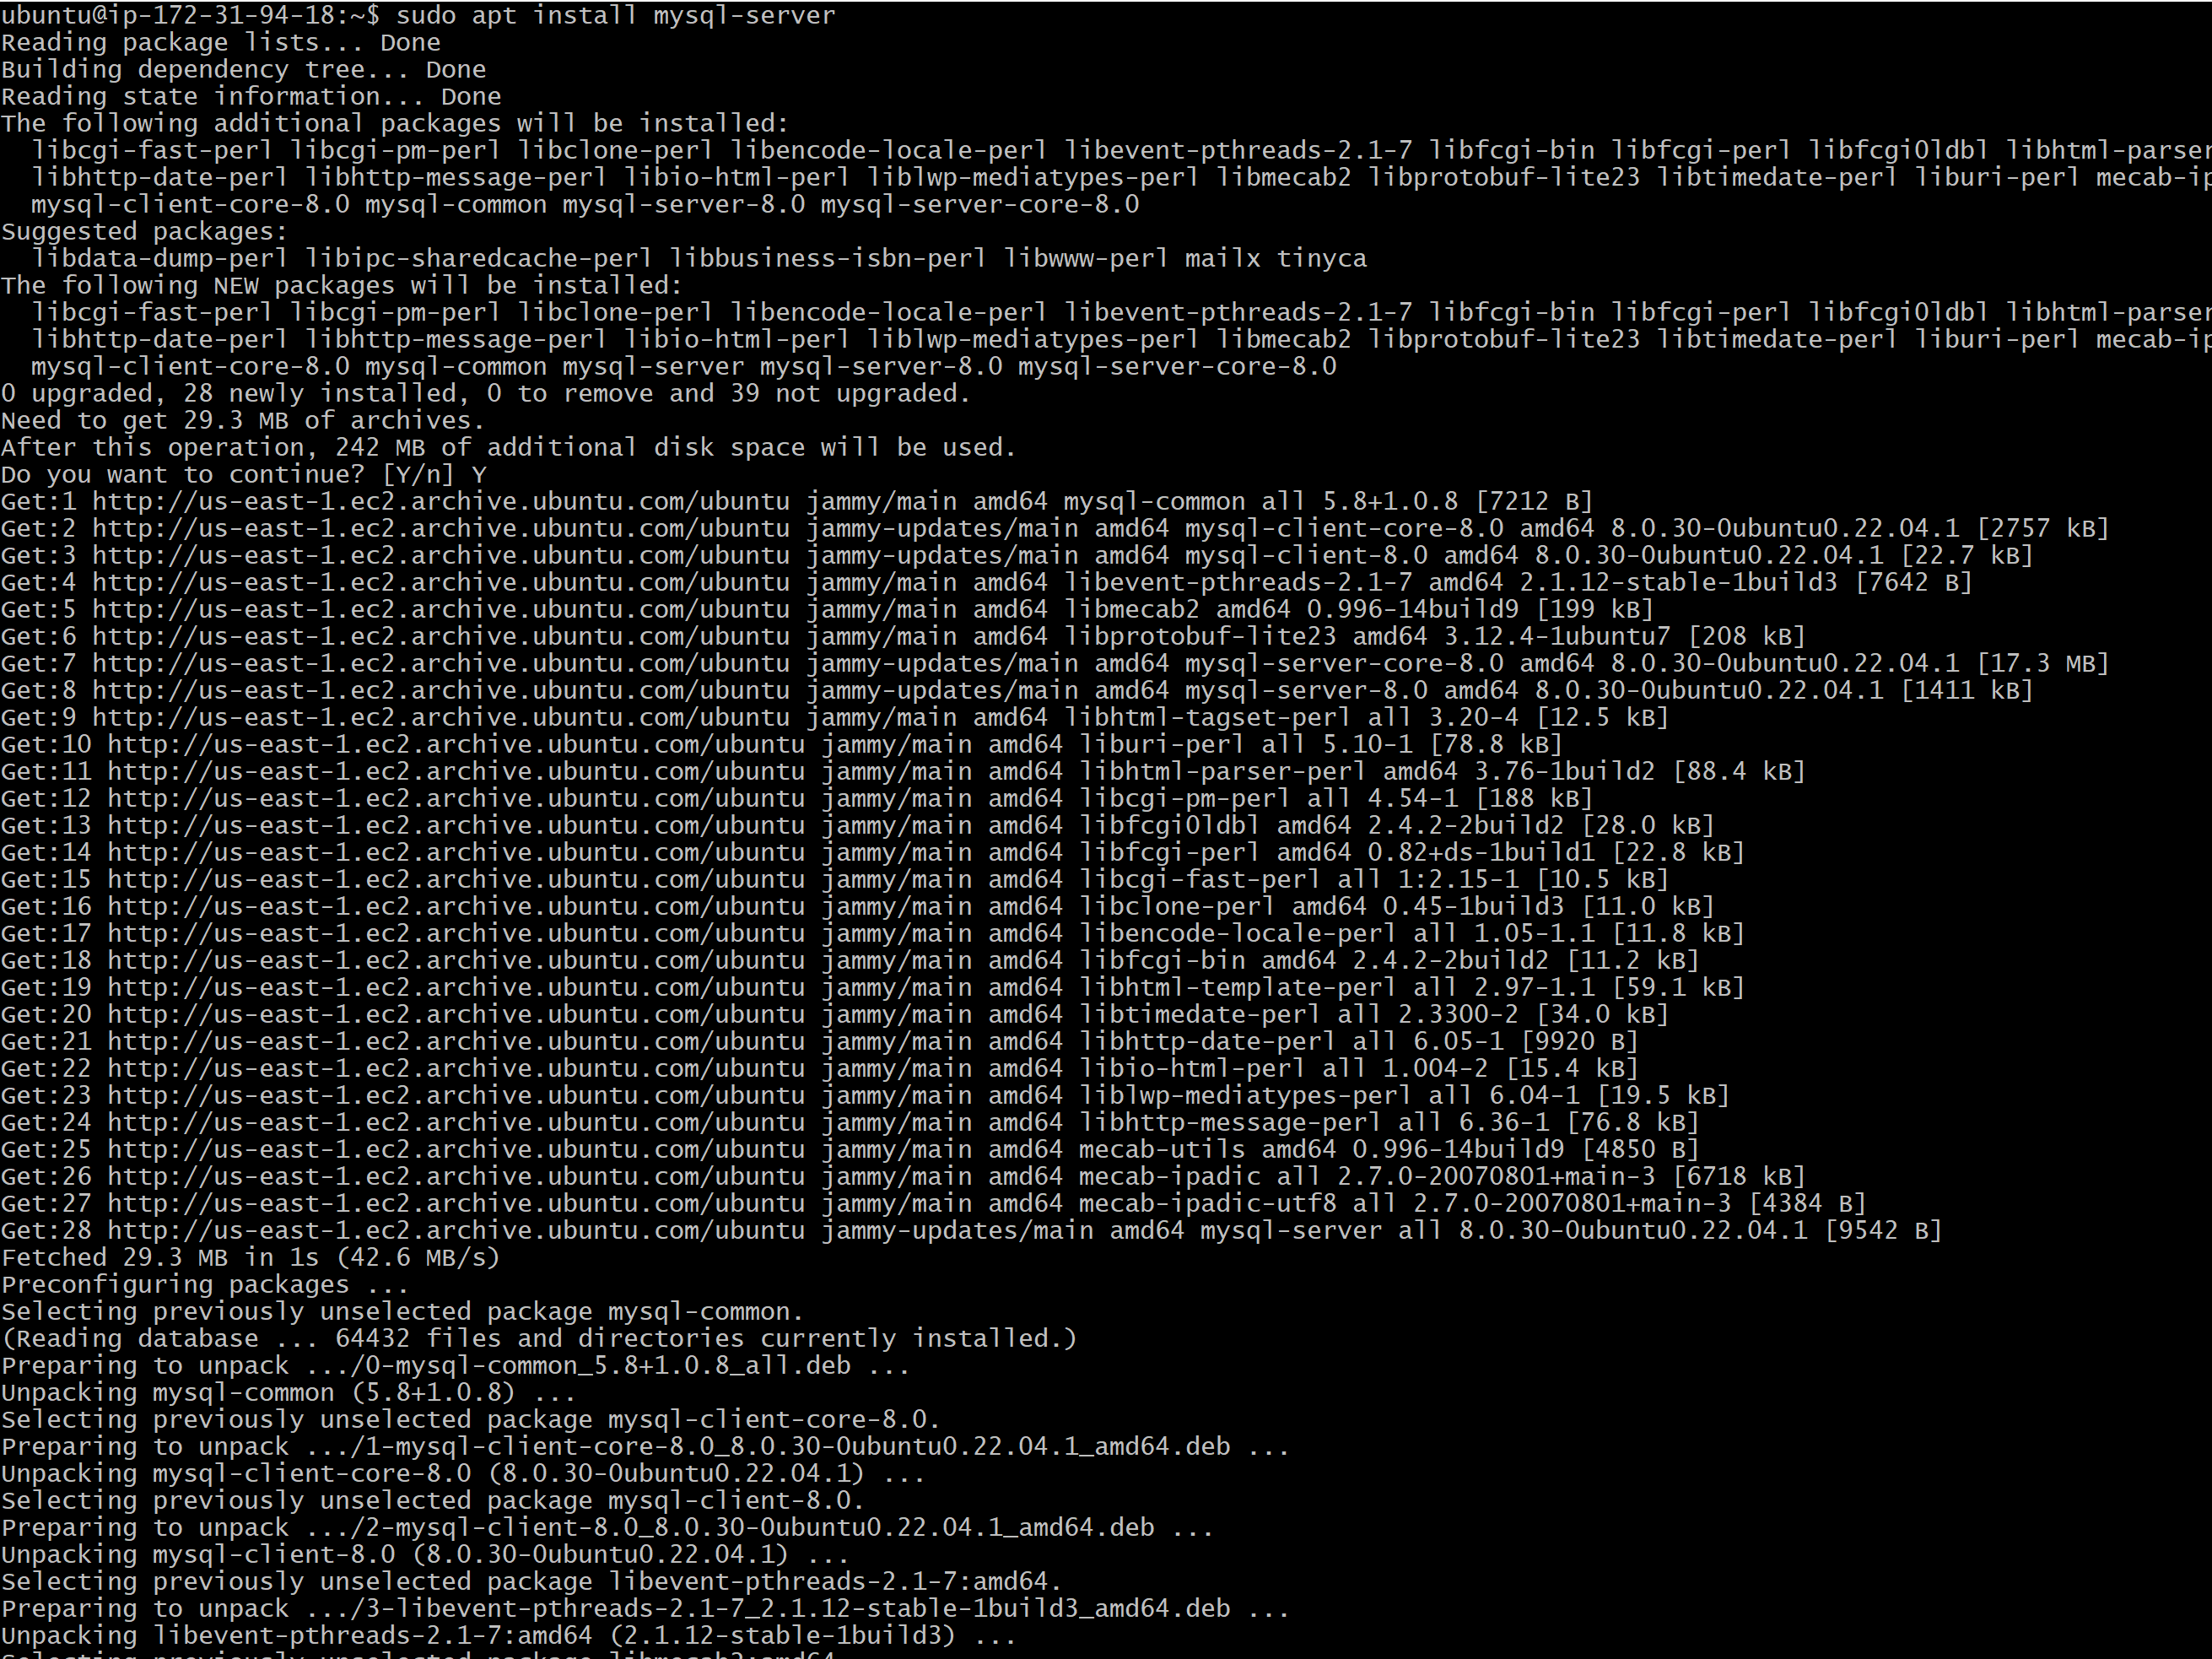 ubuntu@ip-172-31-94-18:~$ sudo apt install mysql-server
Reading package lists... Done
Building dependency tree... Done
Reading state information... Done
The following additional packages will be installed:
  libcgi-fast-perl libcgi-pm-perl libclone-perl libencode-locale-perl libevent-pthreads-2.1-7 libfcgi-bin libfcgi-perl libfcgi0ldbl libhtml-parser
  libhttp-date-perl libhttp-message-perl libio-html-perl liblwp-mediatypes-perl libmecab2 libprotobuf-lite23 libtimedate-perl liburi-perl mecab-ip
  mysql-client-core-8.0 mysql-common mysql-server-8.0 mysql-server-core-8.0
Suggested packages:
  libdata-dump-perl libipc-sharedcache-perl libbusiness-isbn-perl libwww-perl mailx tinyca
The following NEW packages will be installed:
  libcgi-fast-perl libcgi-pm-perl libclone-perl libencode-locale-perl libevent-pthreads-2.1-7 libfcgi-bin libfcgi-perl libfcgi0ldbl libhtml-parser
  libhttp-date-perl libhttp-message-perl libio-html-perl liblwp-mediatypes-perl libmecab2 libprotobuf-lite23 libtimedate-perl liburi-perl mecab-ip
  mysql-client-core-8.0 mysql-common mysql-server mysql-server-8.0 mysql-server-core-8.0
0 upgraded, 28 newly installed, 0 to remove and 39 not upgraded.
Need to get 29.3 MB of archives.
After this operation, 242 MB of additional disk space will be used.
Do you want to continue? [Y/n] Y
Get:1 http://us-east-1.ec2.archive.ubuntu.com/ubuntu jammy/main amd64 mysql-common all 5.8+1.0.8 [7212 B]
Get:2 http://us-east-1.ec2.archive.ubuntu.com/ubuntu jammy-updates/main amd64 mysql-client-core-8.0 amd64 8.0.30-0ubuntu0.22.04.1 [2757 kB]
Get:3 http://us-east-1.ec2.archive.ubuntu.com/ubuntu jammy-updates/main amd64 mysql-client-8.0 amd64 8.0.30-0ubuntu0.22.04.1 [22.7 kB]
Get:4 http://us-east-1.ec2.archive.ubuntu.com/ubuntu jammy/main amd64 libevent-pthreads-2.1-7 amd64 2.1.12-stable-1build3 [7642 B]
Get:5 http://us-east-1.ec2.archive.ubuntu.com/ubuntu jammy/main amd64 libmecab2 amd64 0.996-14build9 [199 kB]
Get:6 http://us-east-1.ec2.archive.ubuntu.com/ubuntu jammy/main amd64 libprotobuf-lite23 amd64 3.12.4-1ubuntu7 [208 kB]
Get:7 http://us-east-1.ec2.archive.ubuntu.com/ubuntu jammy-updates/main amd64 mysql-server-core-8.0 amd64 8.0.30-0ubuntu0.22.04.1 [17.3 MB]
Get:8 http://us-east-1.ec2.archive.ubuntu.com/ubuntu jammy-updates/main amd64 mysql-server-8.0 amd64 8.0.30-0ubuntu0.22.04.1 [1411 kB]
Get:9 http://us-east-1.ec2.archive.ubuntu.com/ubuntu jammy/main amd64 libhtml-tagset-perl all 3.20-4 [12.5 kB]
Get:10 http://us-east-1.ec2.archive.ubuntu.com/ubuntu jammy/main amd64 liburi-perl all 5.10-1 [78.8 kB]
Get:11 http://us-east-1.ec2.archive.ubuntu.com/ubuntu jammy/main amd64 libhtml-parser-perl amd64 3.76-1build2 [88.4 kB]
Get:12 http://us-east-1.ec2.archive.ubuntu.com/ubuntu jammy/main amd64 libcgi-pm-perl all 4.54-1 [188 kB]
Get:13 http://us-east-1.ec2.archive.ubuntu.com/ubuntu jammy/main amd64 libfcgi0ldbl amd64 2.4.2-2build2 [28.0 kB]
Get:14 http://us-east-1.ec2.archive.ubuntu.com/ubuntu jammy/main amd64 libfcgi-perl amd64 0.82+ds-1build1 [22.8 kB]
Get:15 http://us-east-1.ec2.archive.ubuntu.com/ubuntu jammy/main amd64 libcgi-fast-perl all 1:2.15-1 [10.5 kB]
Get:16 http://us-east-1.ec2.archive.ubuntu.com/ubuntu jammy/main amd64 libclone-perl amd64 0.45-1build3 [11.0 kB]
Get:17 http://us-east-1.ec2.archive.ubuntu.com/ubuntu jammy/main amd64 libencode-locale-perl all 1.05-1.1 [11.8 kB]
Get:18 http://us-east-1.ec2.archive.ubuntu.com/ubuntu jammy/main amd64 libfcgi-bin amd64 2.4.2-2build2 [11.2 kB]
Get:19 http://us-east-1.ec2.archive.ubuntu.com/ubuntu jammy/main amd64 libhtml-template-perl all 2.97-1.1 [59.1 kB]
Get:20 http://us-east-1.ec2.archive.ubuntu.com/ubuntu jammy/main amd64 libtimedate-perl all 2.3300-2 [34.0 kB]
Get:21 http://us-east-1.ec2.archive.ubuntu.com/ubuntu jammy/main amd64 libhttp-date-perl all 6.05-1 [9920 B]
Get:22 http://us-east-1.ec2.archive.ubuntu.com/ubuntu jammy/main amd64 libio-html-perl all 1.004-2 [15.4 kB]
Get:23 http://us-east-1.ec2.archive.ubuntu.com/ubuntu jammy/main amd64 liblwp-mediatypes-perl all 6.04-1 [19.5 kB]
Get:24 http://us-east-1.ec2.archive.ubuntu.com/ubuntu jammy/main amd64 libhttp-message-perl all 6.36-1 [76.8 kB]
Get:25 http://us-east-1.ec2.archive.ubuntu.com/ubuntu jammy/main amd64 mecab-utils amd64 0.996-14build9 [4850 B]
Get:26 http://us-east-1.ec2.archive.ubuntu.com/ubuntu jammy/main amd64 mecab-ipadic all 2.7.0-20070801+main-3 [6718 kB]
Get:27 http://us-east-1.ec2.archive.ubuntu.com/ubuntu jammy/main amd64 mecab-ipadic-utf8 all 2.7.0-20070801+main-3 [4384 B]
Get:28 http://us-east-1.ec2.archive.ubuntu.com/ubuntu jammy-updates/main amd64 mysql-server all 8.0.30-0ubuntu0.22.04.1 [9542 B]
Fetched 29.3 MB in 1s (42.6 MB/s)
Preconfiguring packages ...
Selecting previously unselected package mysql-common.
(Reading database ... 64432 files and directories currently installed.)
Preparing to unpack .../0-mysql-common_5.8+1.0.8_all.deb ...
Unpacking mysql-common (5.8+1.0.8) ...
Selecting previously unselected package mysql-client-core-8.0.
Preparing to unpack .../1-mysql-client-core-8.0_8.0.30-0ubuntu0.22.04.1_amd64.deb ...
Unpacking mysql-client-core-8.0 (8.0.30-0ubuntu0.22.04.1) ...
Selecting previously unselected package mysql-client-8.0.
Preparing to unpack .../2-mysql-client-8.0_8.0.30-0ubuntu0.22.04.1_amd64.deb ...
Unpacking mysql-client-8.0 (8.0.30-0ubuntu0.22.04.1) ...
Selecting previously unselected package libevent-pthreads-2.1-7:amd64.
Preparing to unpack .../3-libevent-pthreads-2.1-7_2.1.12-stable-1build3_amd64.deb ...
Unpacking libevent-pthreads-2.1-7:amd64 (2.1.12-stable-1build3) ...
Selecting previously unselected package libmecab2:amd64